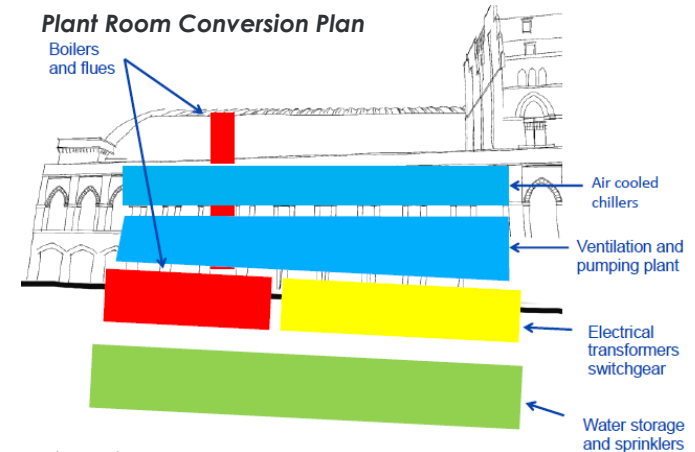 Plant Room Conversion Plan
Boilers
and flues
Air cooled
chillers
Ventilation and
pumping plant
Electrical
transformers
switchgear
Water storage
and sprinklers